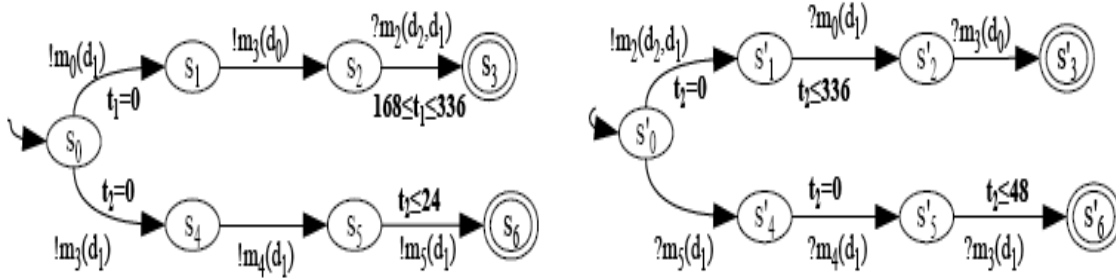 !m₀(d₁) !m₃(d₀) ?m₂(d₂,d₁)
s₁ s₂ s₃
t₁=0 168≤t₁≤336
s₀
t₂=0 t₂≤24
s₄ s₅ s₆
!m₃(d₁) !m₄(d₁) !m₅(d₁)
!m₂(d₂,d₁) ?m₀(d₁) ?m₃(d₀)
s'₁ s'₂ s'₃
t₂=0 t₂≤336
s'₀
t₂=0 t₂≤48
s'₄ s'₅ s'₆
?m₅(d₁) ?m₄(d₁) ?m₃(d₁)